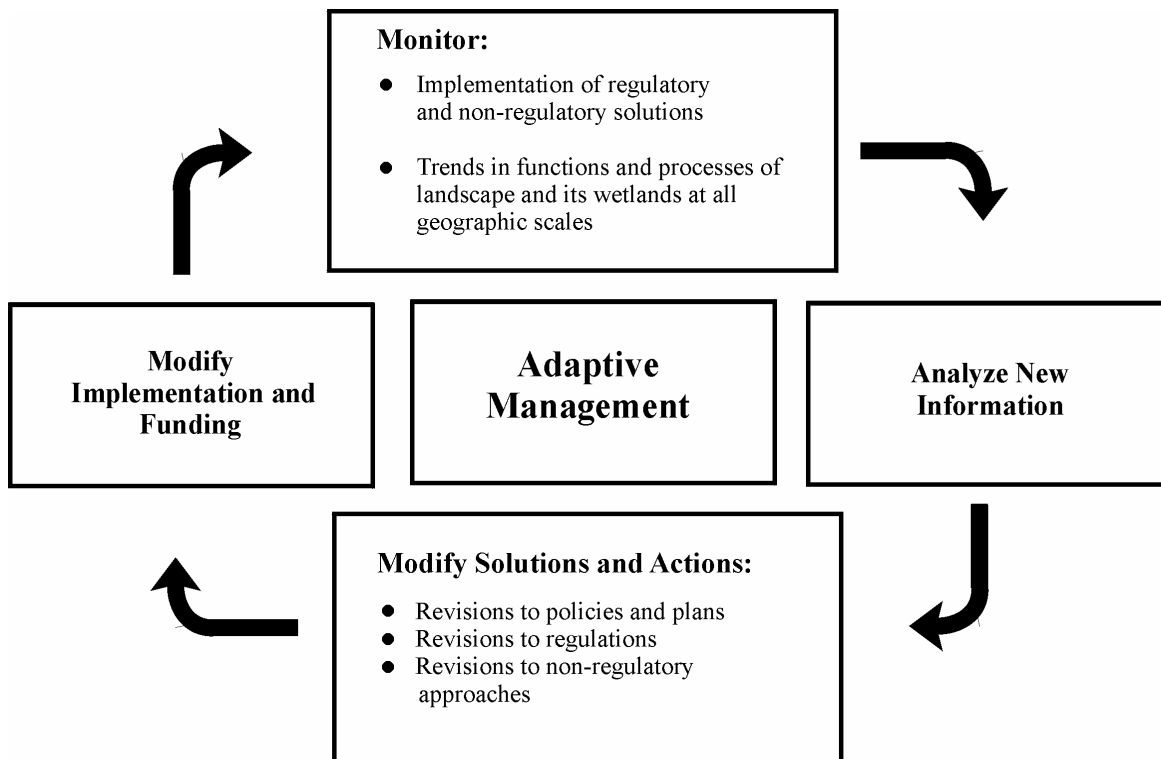 Monitor:
● Implementation of regulatory
and non-regulatory solutions
● Trends in functions and processes of
landscape and its wetlands at all
geographic scales
Modify
Implementation and
Funding
Adaptive
Management
Analyze New
Information
Modify Solutions and Actions:
● Revisions to policies and plans
● Revisions to regulations
● Revisions to non-regulatory
approaches